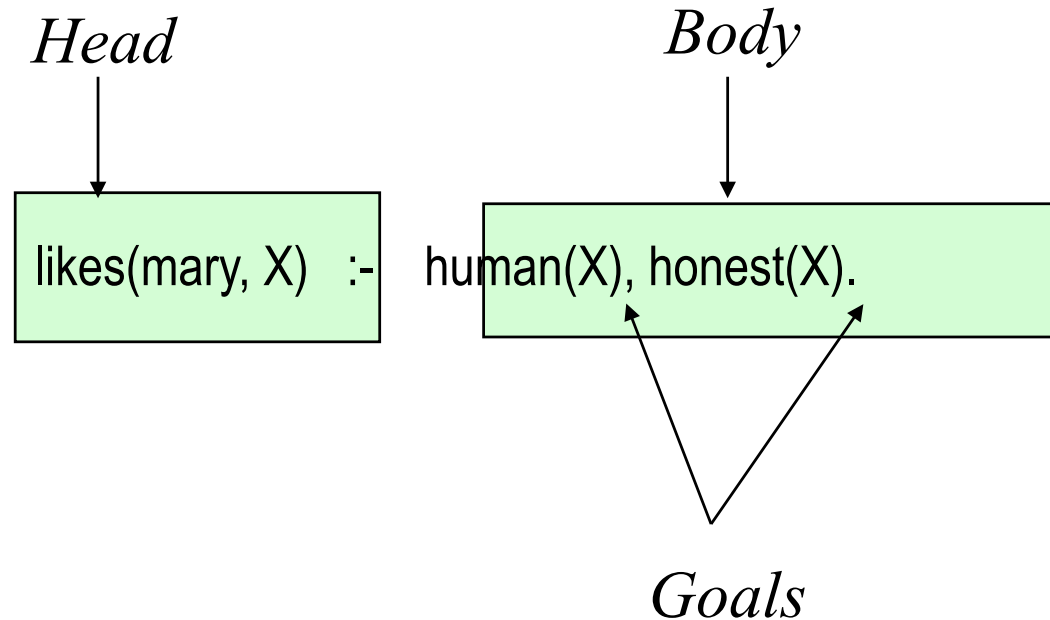 Head
Body
likes(mary, X) :- human(X), honest(X).
Goals